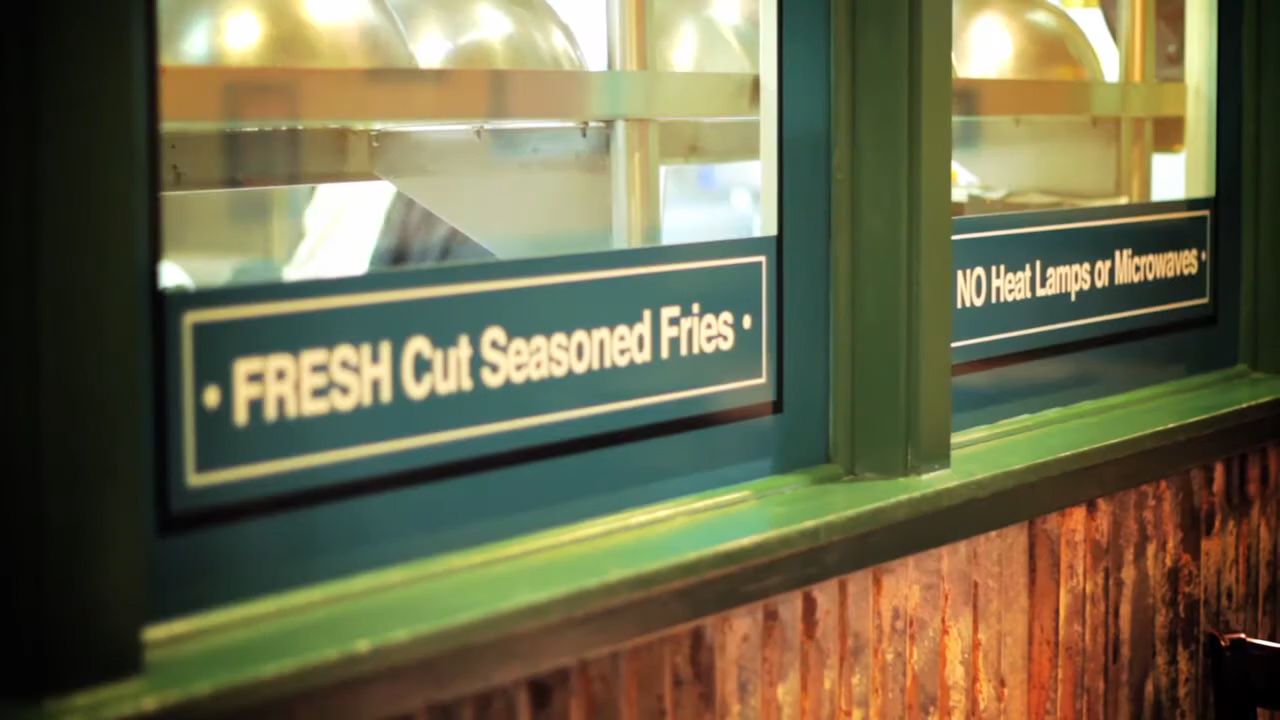 • FRESH Cut Seasoned Fries •
NO Heat Lamps or Microwaves •